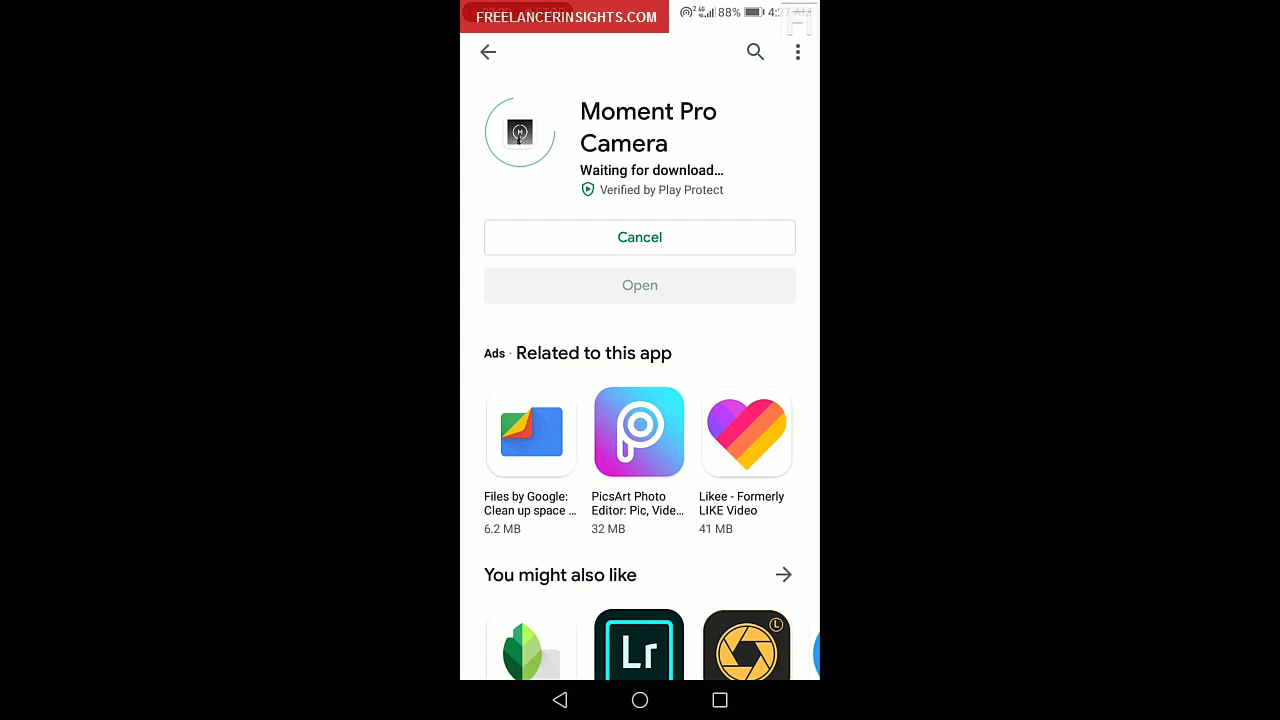 FREELANCERINSIGHTS.COM
88%
Moment Pro
Camera
Waiting for download...
Verified by Play Protect
Cancel
Open
Ads · Related to this app
Files by Google:
Clean up space ...
6.2 MB
PicsArt Photo
Editor: Pic, Vide...
32 MB
Likee - Formerly
LIKE Video
41 MB
You might also like
Lr
L